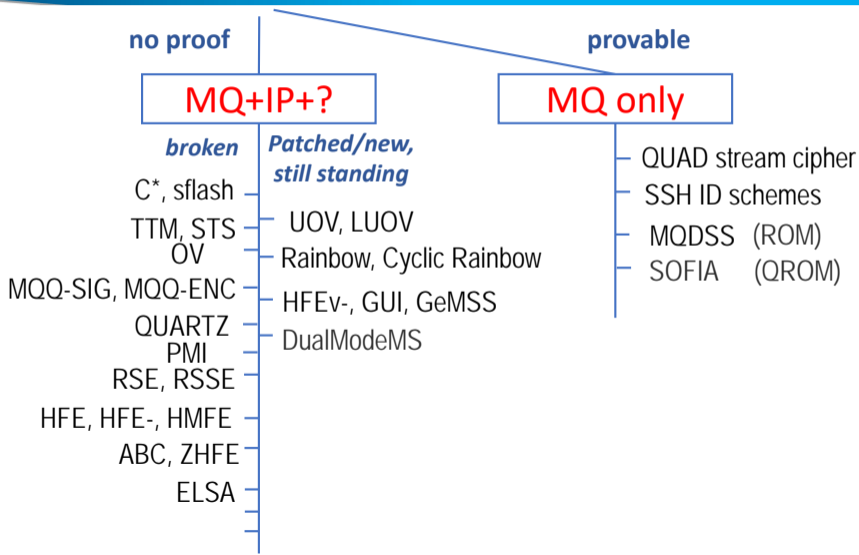 no proof
provable
MQ+IP+?
MQ only
broken
Patched/new,
still standing
C*, sflash
TTM, STS
OV
MQQ-SIG, MQQ-ENC
QUARTZ
PMI
RSE, RSSE
HFE, HFE-, HMFE
ABC, ZHFE
ELSA
UOV, LUOV
Rainbow, Cyclic Rainbow
HFEv-, GUI, GeMSS
DualModeMS
QUAD stream cipher
SSH ID schemes
MQDSS (ROM)
SOFIA (QROM)